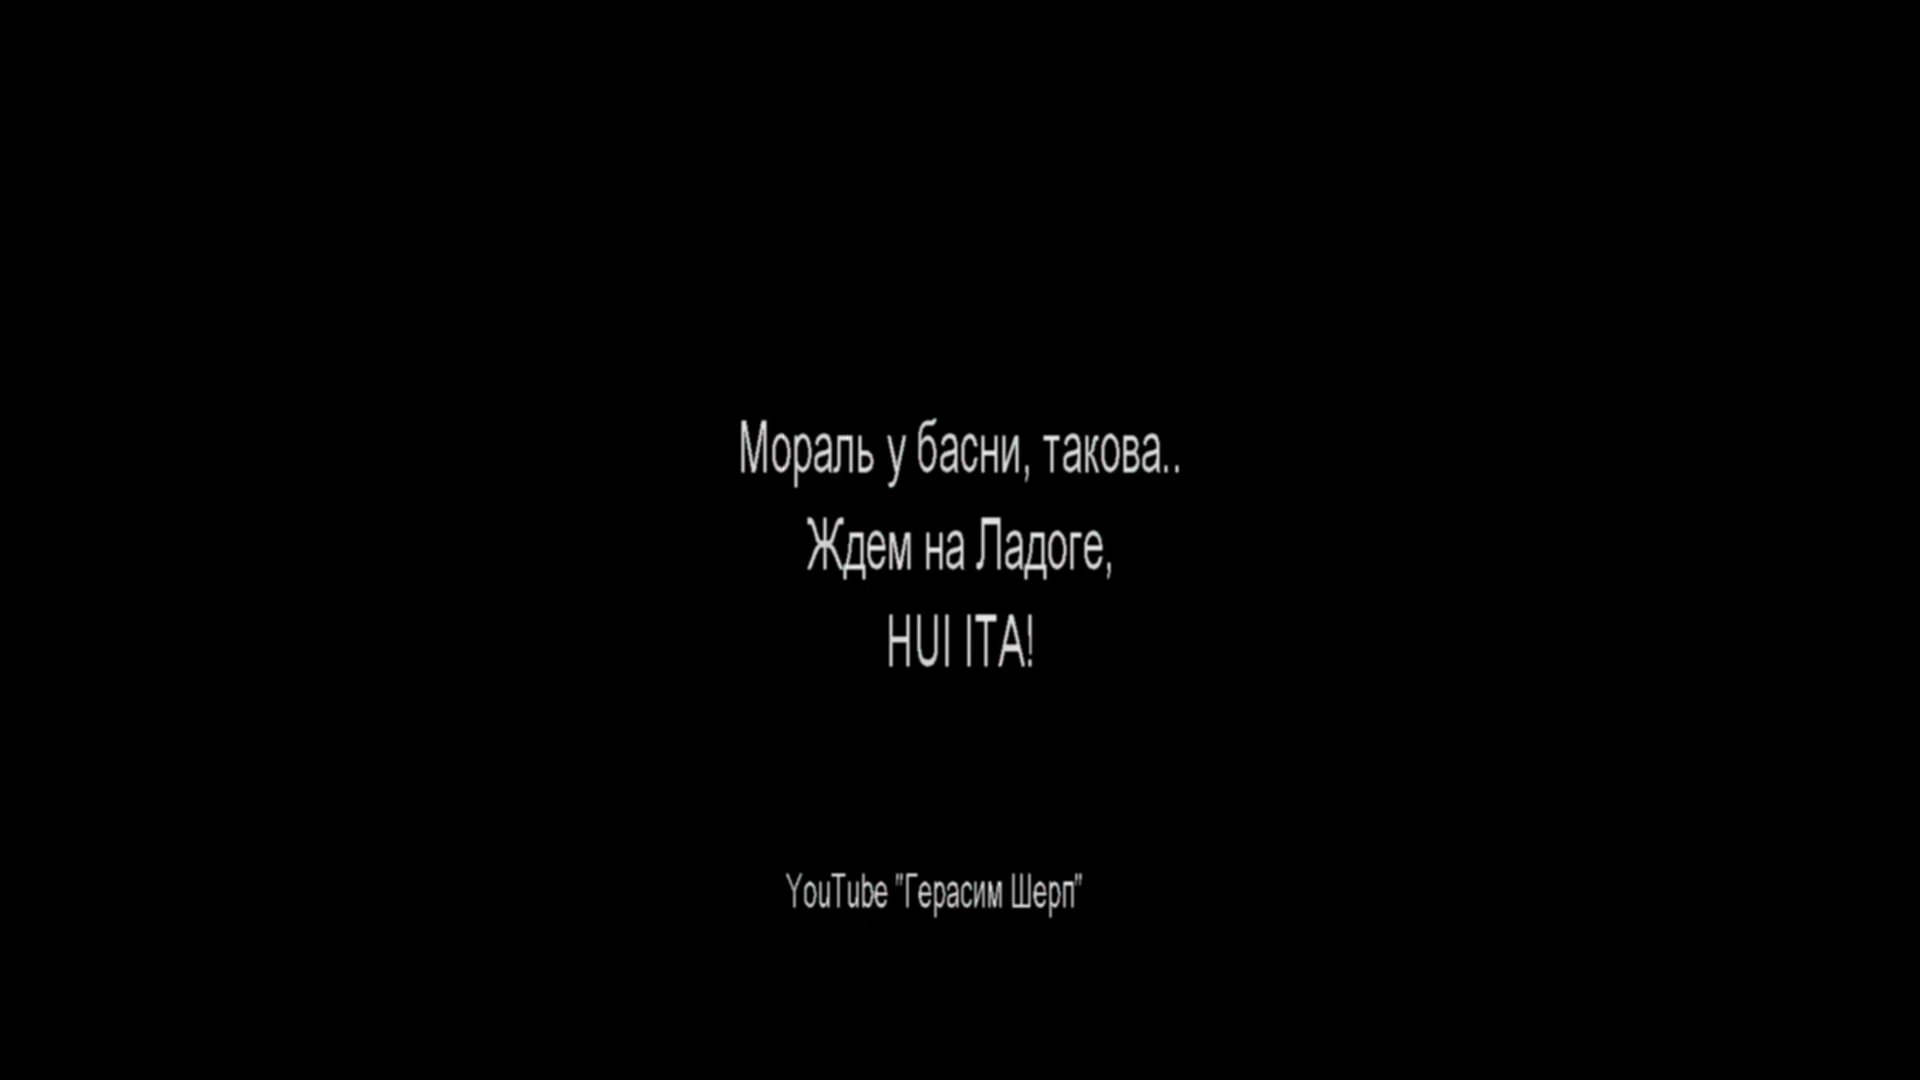 Мораль у басни, такова..
Ждем на Ладоге,
HUI ITA!
YouTube "Герасим Шерп"